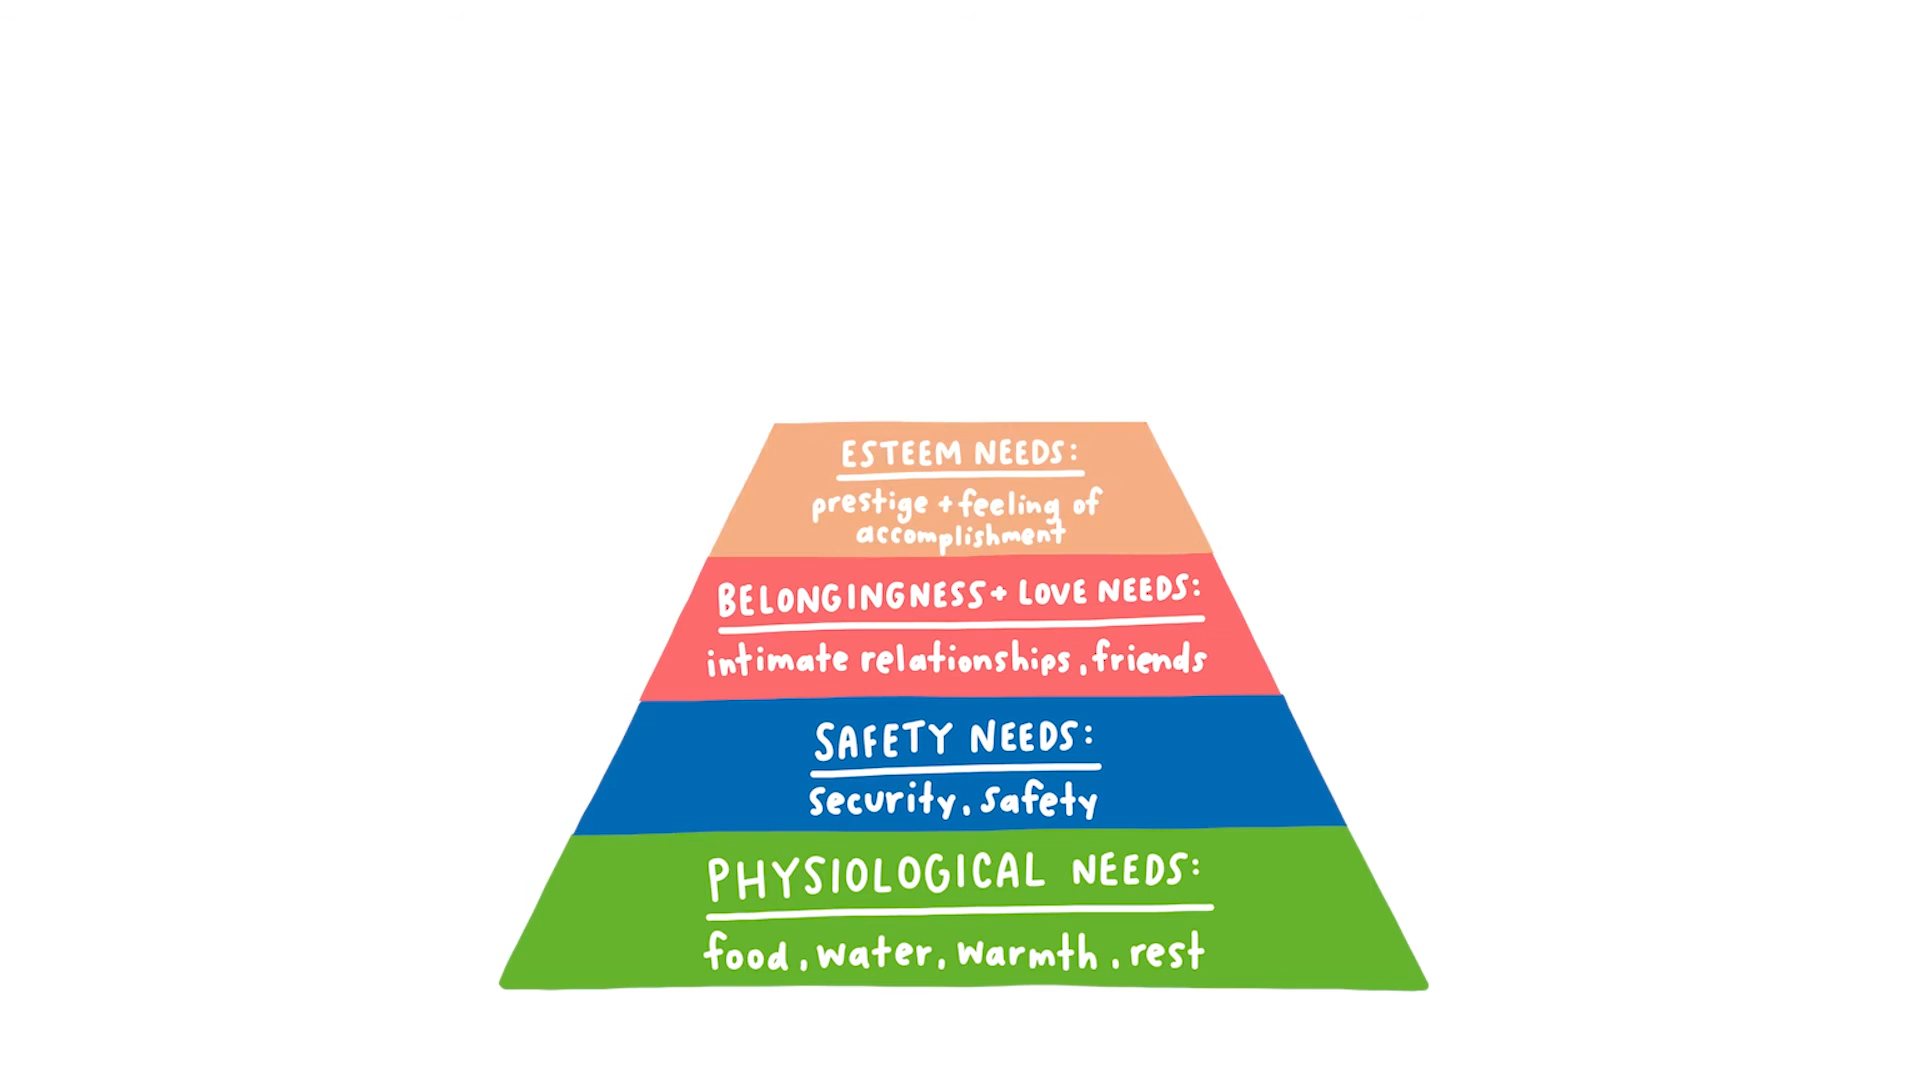 ESTEEM NEEDS:
prestige + feeling of
accomplishment
BELONGINGNESS + LOVE NEEDS:
intimate relationships, friends
SAFETY NEEDS:
security, safety
PHYSIOLOGICAL NEEDS:
food, water, warmth, rest